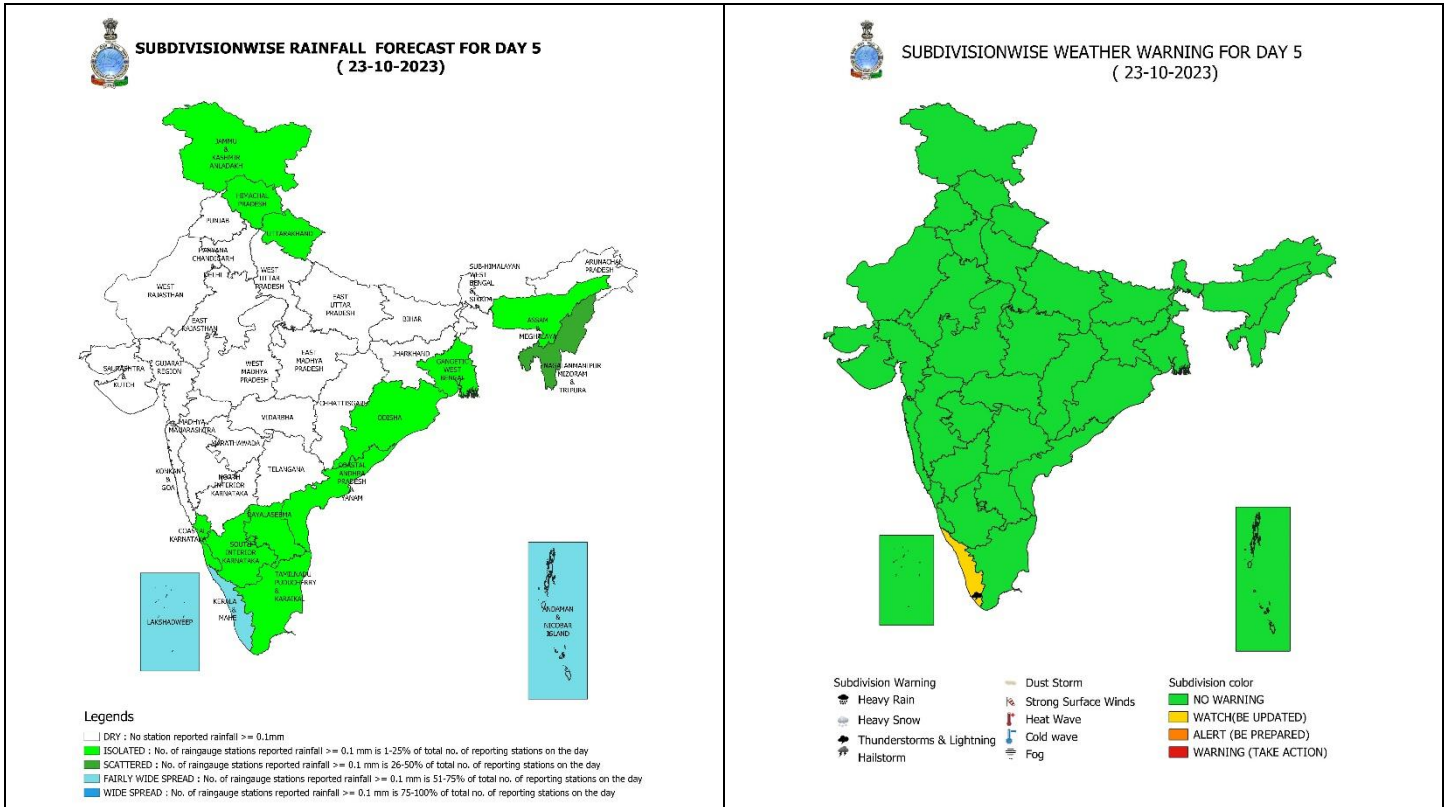 SUBDIVISIONWISE RAINFALL FORECAST FOR DAY 5
( 23-10-2023)
JAMMU
&
KASHMIR
ANLADAKH
HIMACHAL
PRADESH
PUNJAB
UTTARAKHAND
HARYANA
CHANDIGARH
&
DELHI
WEST
UTTAR
PRADESH
SUB-HIMALAYAN
WEST
BENGAL
&
SIKKIM
ARUNACHAL
PRADESH
WEST
RAJASTHAN
EAST
RAJASTHAN
EAST
UTTAR
PRADESH
BIHAR
ASSAM
&
MEGHALAYA
NAGALANMANIPUR
MIZORAM
&
TRIPURA
SAURASHTRA
&
KUTCH
GUJARAT
REGION
WEST
MADHYA
PRADESH
EAST
MADHYA
PRADESH
JHARKHAND
GANGETIC
WEST
BENGAL
CHHATTISGARH
ODISHA
MADHYA
MAHARASHTRA
VIDARBHA
MARATHAWADA
KONKAN
&
GOA
NORTH
INTERIOR
KARNATAKA
TELANGANA
COASTAL
ANDHRA
PRADESH
&
YANAM
RAYALASEEMA
COASTAL
KARNATAKA
SOUTH
INTERIOR
KARNATAKA
TAMILNADU
PUDUCHERRY
&
KARAIKAL
KERALA
&
MAHE
LAKSHADWEEP
ANDAMAN
&
NICOBAR
ISLAND
Legends
DRY : No station reported rainfall >= 0.1mm
ISOLATED : No. of raingauge stations reported rainfall >= 0.1 mm is 1-25% of total no. of reporting stations on the day
SCATTERED : No. of raingauge stations reported rainfall >= 0.1 mm is 26-50% of total no. of reporting stations on the day
FAIRLY WIDE SPREAD : No. of raingauge stations reported rainfall >= 0.1 mm is 51-75% of total no. of reporting stations on the day
WIDE SPREAD : No. of raingauge stations reported rainfall >= 0.1 mm is 75-100% of total no. of reporting stations on the day
SUBDIVISIONWISE WEATHER WARNING FOR DAY 5
( 23-10-2023)
Subdivision Warning
Heavy Rain
Heavy Snow
Thunderstorms & Lightning
Hailstorm
Dust Storm
Strong Surface Winds
Heat Wave
Cold wave
Fog
Subdivision color
NO WARNING
WATCH(BE UPDATED)
ALERT (BE PREPARED)
WARNING (TAKE ACTION)